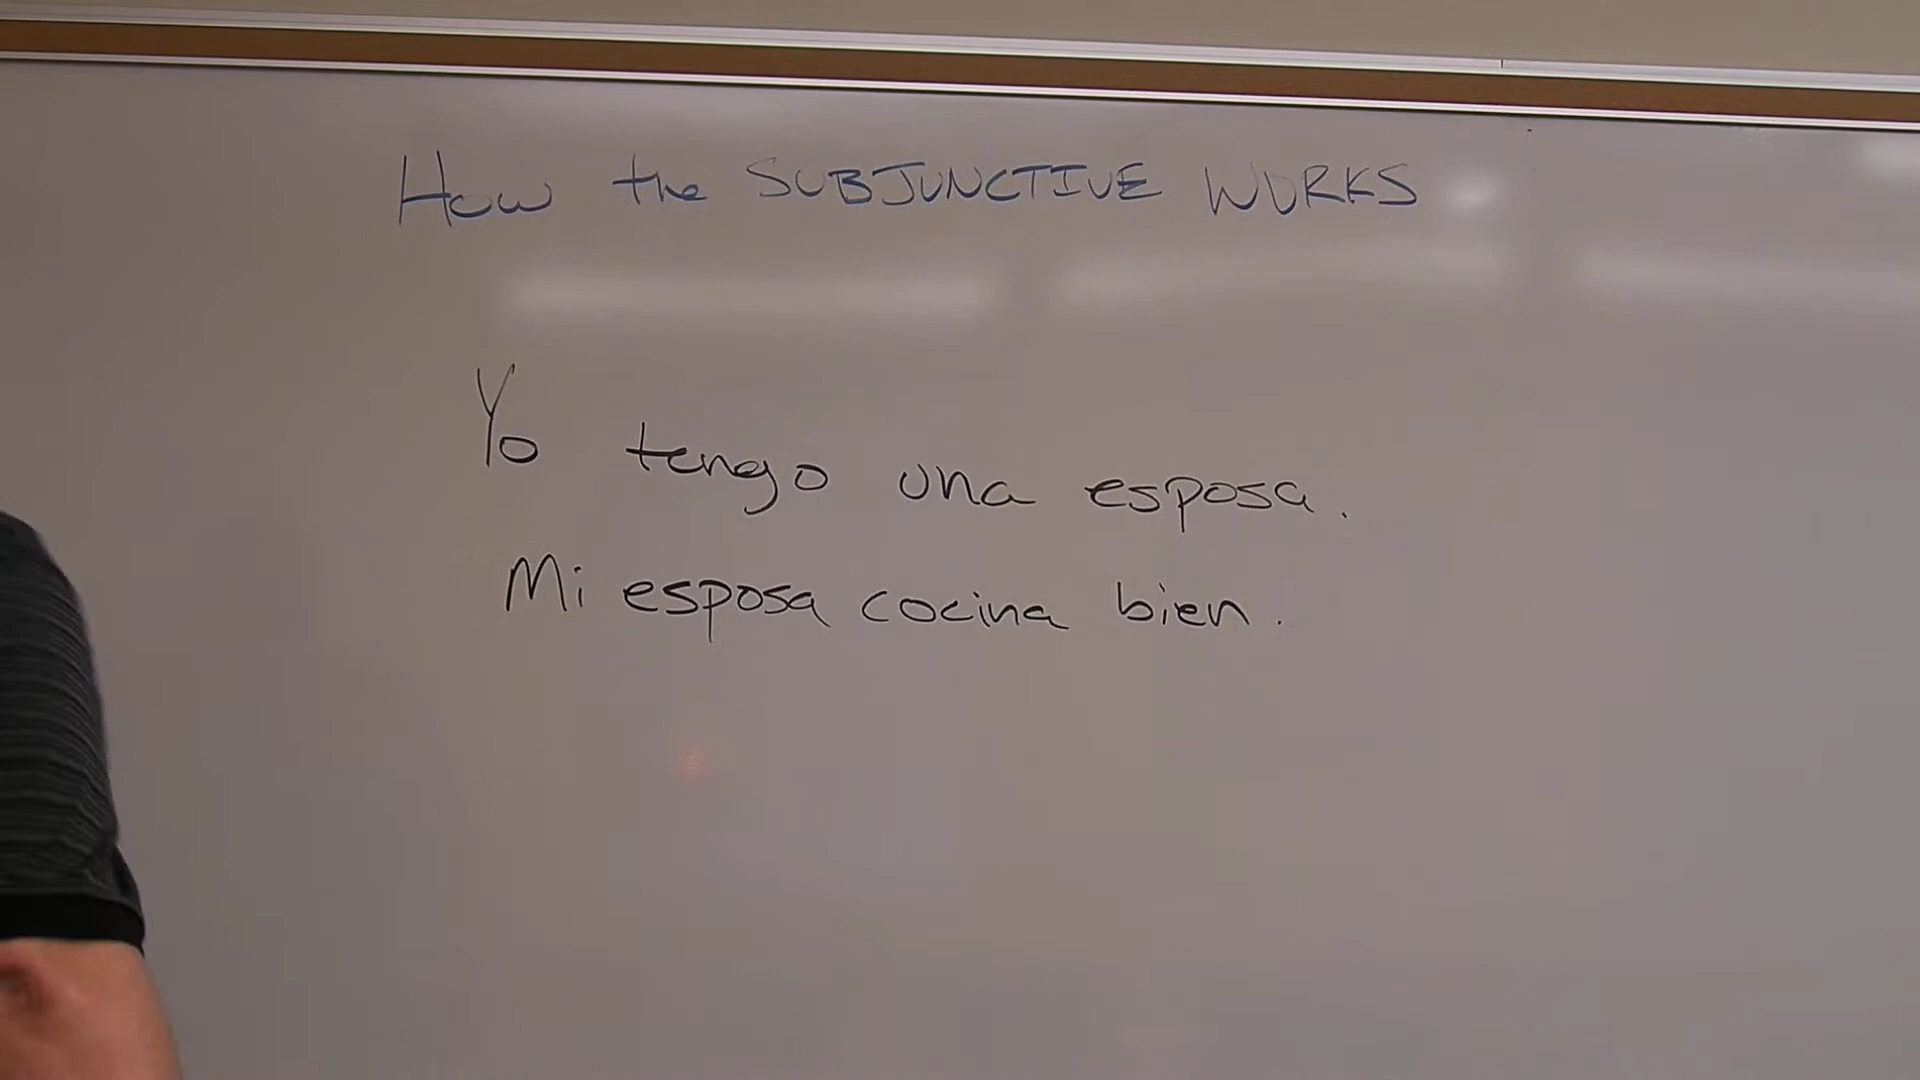 How the SUBJUNCTIVE WORKS
Yo tengo una esposa.
Mi esposa cocina bien.